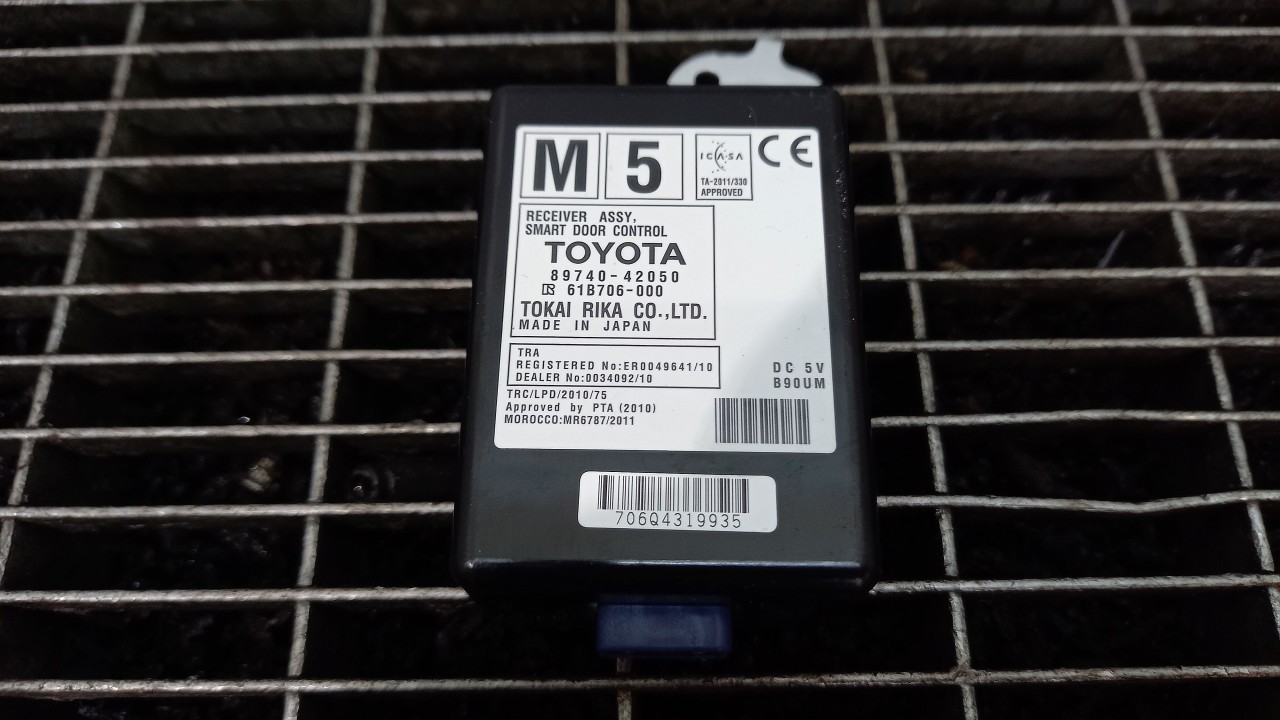 M 5
ICASA
TA-2011/330
APPROVED
CE
RECEIVER ASSY,
SMART DOOR CONTROL
TOYOTA
89740-42050
R 61B706-000
TOKAI RIKA CO.,LTD.
MADE IN JAPAN
TRA
REGISTERED No:ER0049641/10
DEALER No:0034092/10
DC 5V
B90UM
TRC/LPD/2010/75
Approved by PTA (2010)
MOROCCO:MR6787/2011
706Q4319935